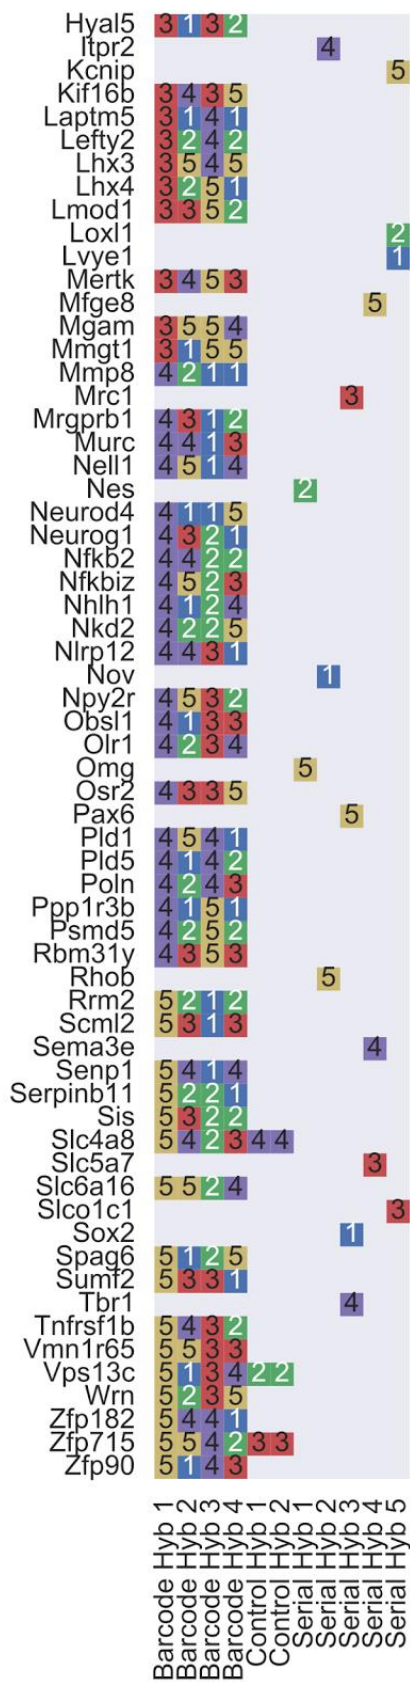 Hyal5 3 1 3 2
Itpr2 4
Kcnip 5
Kif16b 3 4 3 5
Laptm5 3 1 4 1
Lefty2 3 2 4 2
Lhx3 3 5 4 5
Lhx4 3 2 5 1
Lmod1 3 3 5 2
Loxl1 2
Lvye1 1
Mertk 3 4 5 3
Mfge8 5
Mgam 3 5 5 4
Mmgt1 3 1 5 5
Mmp8 4 2 1 1
Mrc1 3
Mrgprb1 4 3 1 2
Murc 4 4 1 3
Nell1 4 5 1 4
Nes 2
Neurod4 4 1 1 5
Neurog1 4 3 2 1
Nfkb2 4 4 2 2
Nfkbiz 4 5 2 3
Nhlh1 4 1 2 4
Nkd2 4 2 2 5
Nlrp12 4 4 3 1
Nov 1
Npy2r 4 5 3 2
Obsl1 4 1 3 3
Olr1 4 2 3 4
Omg 5
Osr2 4 3 3 5
Pax6 5
Pld1 4 5 4 1
Pld5 4 1 4 2
Poln 4 2 4 3
Ppp1r3b 4 1 5 1
Psmd5 4 2 5 2
Rbm31y 4 3 5 3
Rhob 5
Rrm2 5 2 1 2
Scml2 5 3 1 3
Sema3e 4
Senp1 5 4 1 4
Serpinb11 5 2 2 1
Sis 5 3 2 2
Slc4a8 5 4 2 3 4 4
Slc5a7 3
Slc6a16 5 5 2 4
Slco1c1 3
Sox2 1
Spag6 5 1 2 5
Sumf2 5 3 3 1
Tbr1 4
Tnfrsf1b 5 4 3 2
Vmn1r65 5 5 3 3
Vps13c 5 1 3 4 2 2
Wrn 5 2 3 5
Zfp182 5 4 4 1
Zfp715 5 5 4 2 3 3
Zfp90 5 1 4 3
Barcode Hyb 1
Barcode Hyb 2
Barcode Hyb 3
Barcode Hyb 4
Control Hyb 1
Control Hyb 2
Serial Hyb 1
Serial Hyb 2
Serial Hyb 3
Serial Hyb 4
Serial Hyb 5